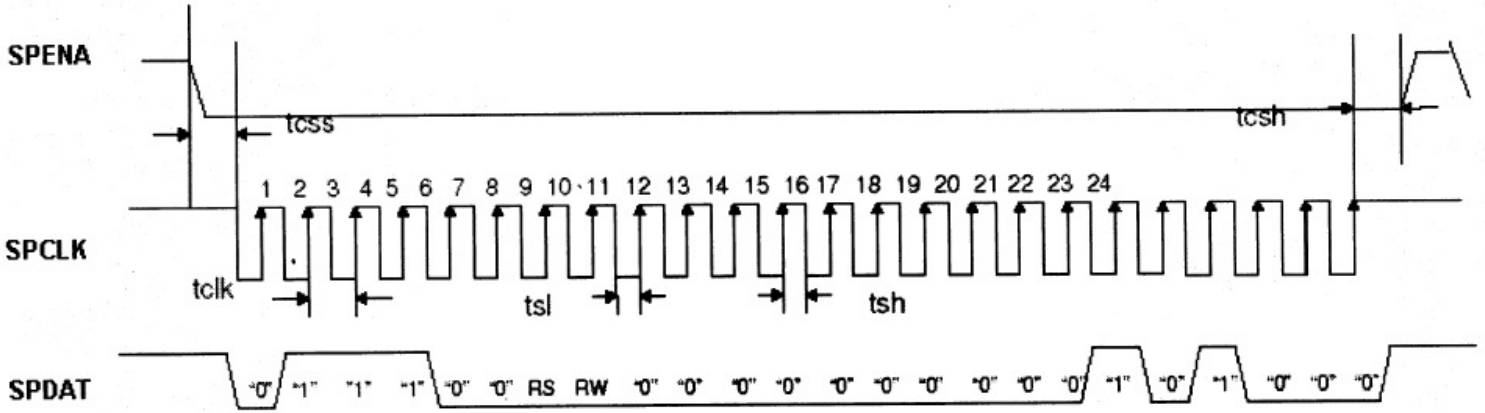 SPENA
tcss
tcsh
1 2 3 4 5 6 7 8 9 10 11 12 13 14 15 16 17 18 19 20 21 22 23 24
SPCLK
tclk
tsl
tsh
SPDAT "0" "1" "1" "1" "0" "0" RS RW "0" "0" "0" "0" "0" "0" "0" "0" "0" "0" "1" "0" "1" "0" "0" "0"